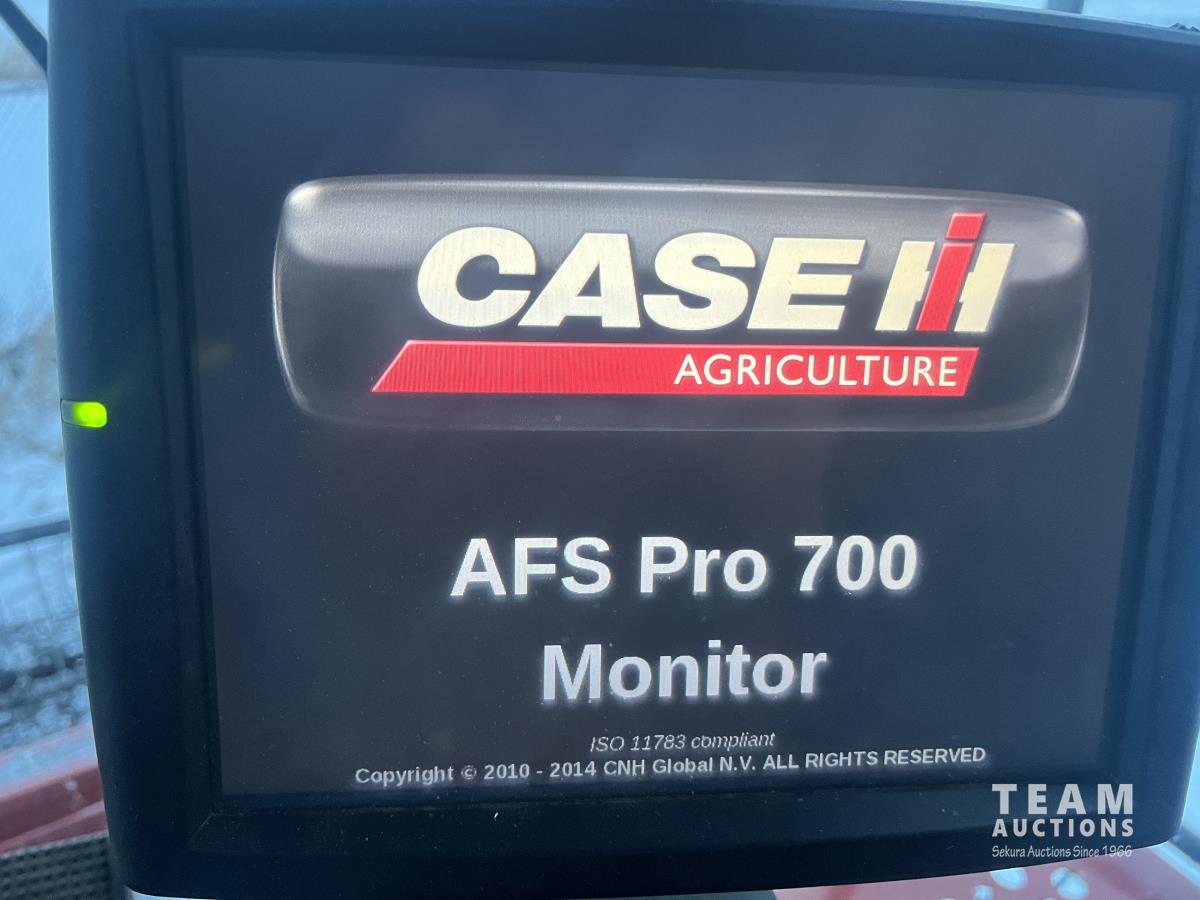 CASE IH
AGRICULTURE
AFS Pro 700
Monitor
ISO 11783 compliant
Copyright © 2010 - 2014 CNH Global N.V. ALL RIGHTS RESERVED
TEAM
AUCTIONS
Sekura Auctions Since 1966